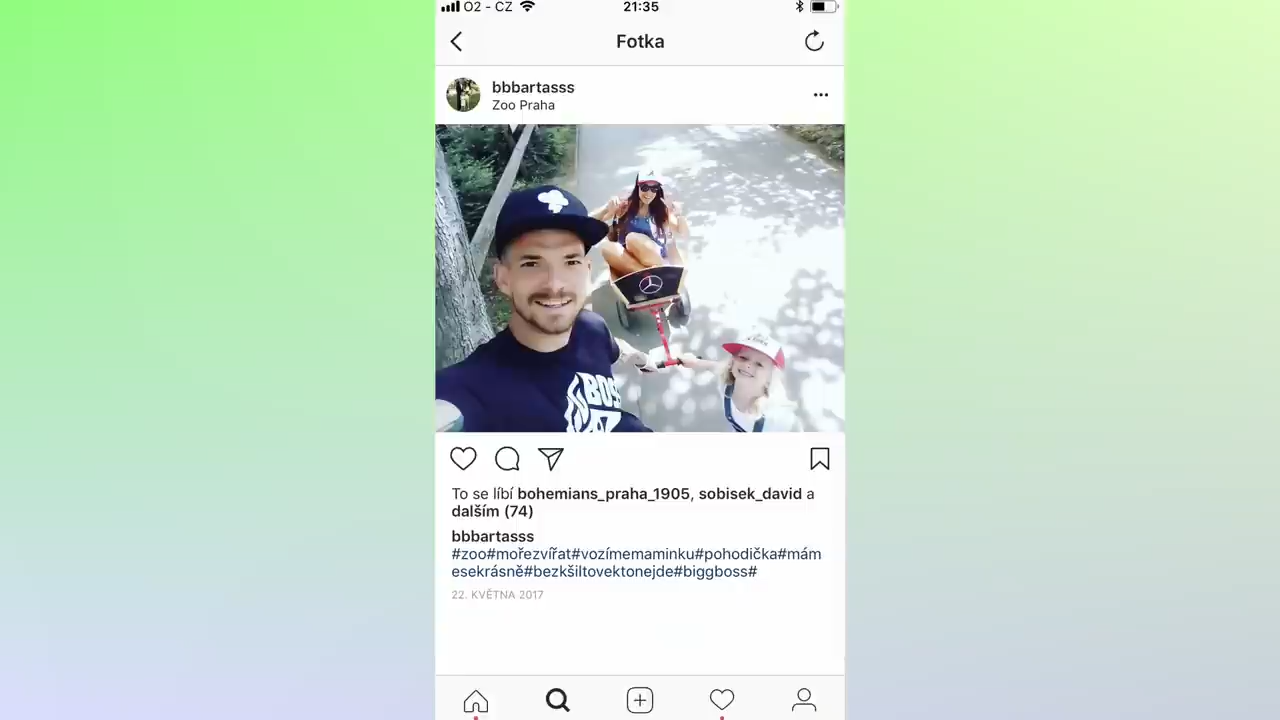 O2 - CZ 21:35
Fotka
bbbartasss
Zoo Praha
BOSS
To se líbí bohemians_praha_1905, sobisek_david a
dalším (74)
bbbartasss
#zoo#mořezvířat#vozímemaminku#pohodička#mám
esekrásně#bezkšiltovektonejde#biggboss#
22. KVĚTNA 2017